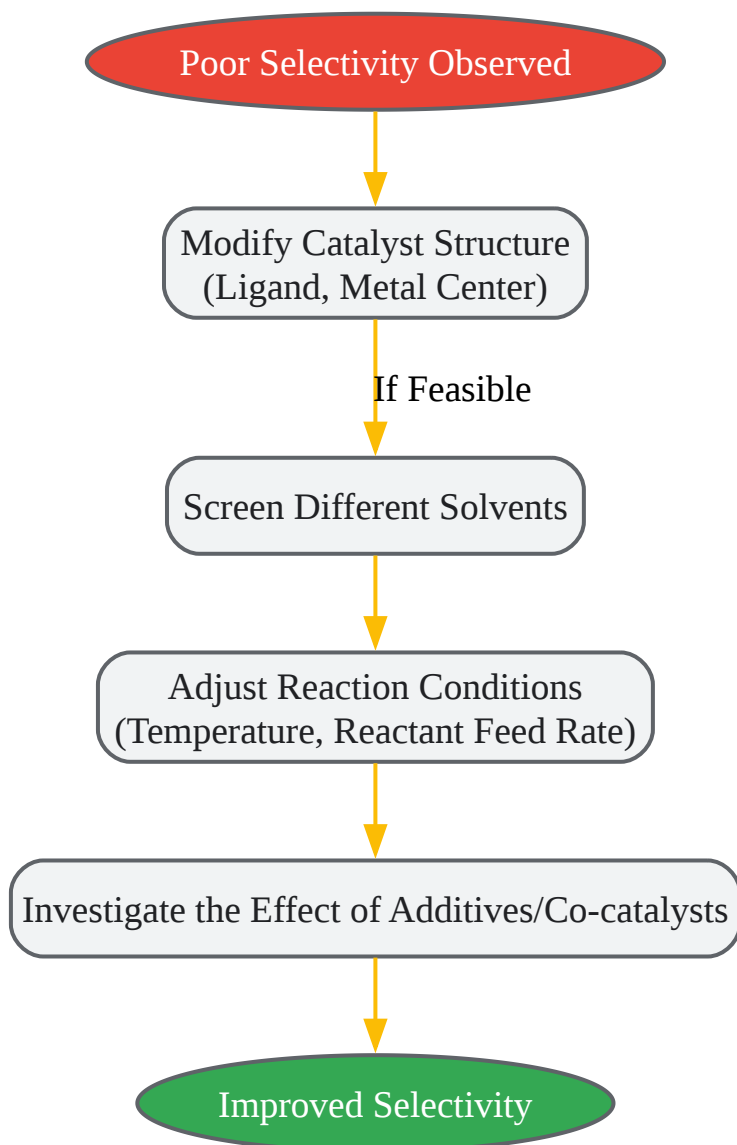 Poor Selectivity Observed
Modify Catalyst Structure
(Ligand, Metal Center)
If Feasible
Screen Different Solvents
Adjust Reaction Conditions
(Temperature, Reactant Feed Rate)
Investigate the Effect of Additives/Co-catalysts
Improved Selectivity